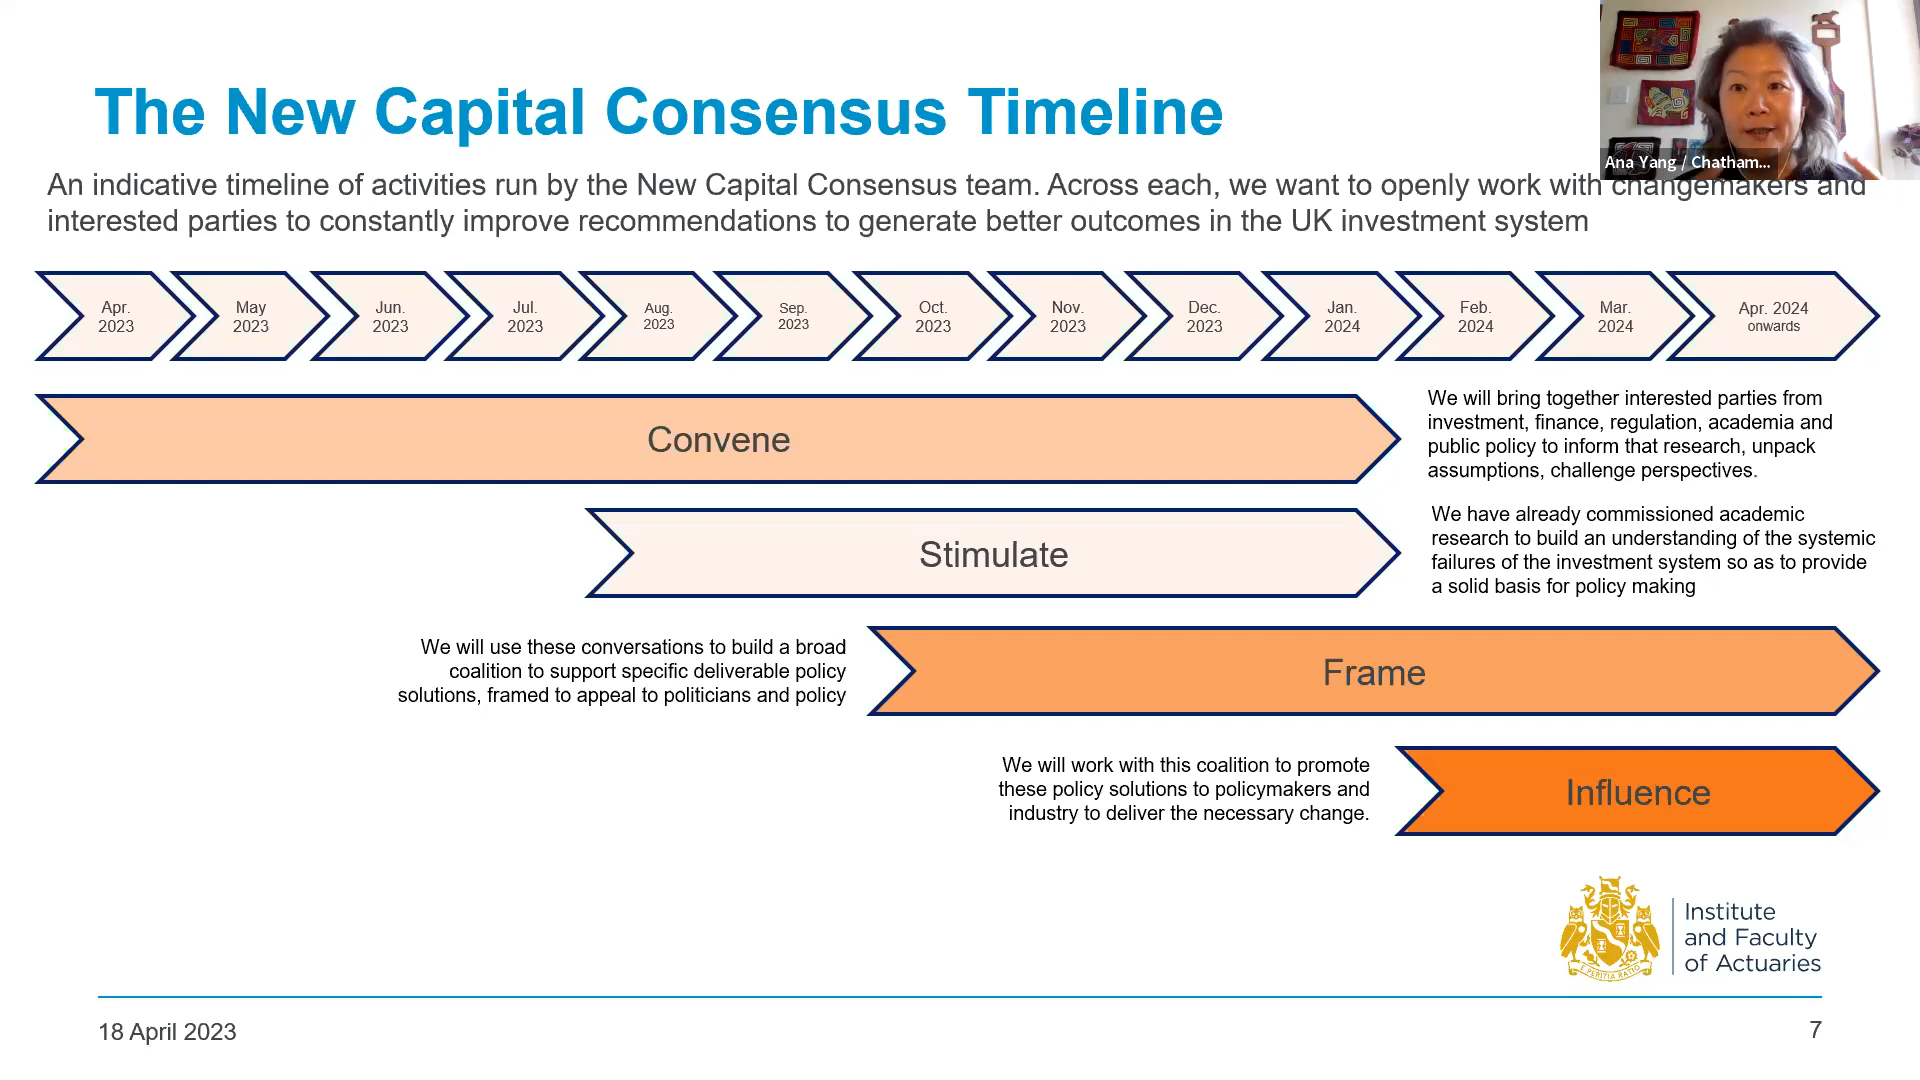 The New Capital Consensus Timeline
Ana Yang / Chatham...
An indicative timeline of activities run by the New Capital Consensus team. Across each, we want to openly work with changemakers and
interested parties to constantly improve recommendations to generate better outcomes in the UK investment system
Apr.
2023
May
2023
Jun.
2023
Jul.
2023
Aug.
2023
Sep.
2023
Oct.
2023
Nov.
2023
Dec.
2023
Jan.
2024
Feb.
2024
Mar.
2024
Apr. 2024
onwards
Convene
We will bring together interested parties from
investment, finance, regulation, academia and
public policy to inform that research, unpack
assumptions, challenge perspectives.
Stimulate
We have already commissioned academic
research to build an understanding of the systemic
failures of the investment system so as to provide
a solid basis for policy making
We will use these conversations to build a broad
coalition to support specific deliverable policy
solutions, framed to appeal to politicians and policy
Frame
We will work with this coalition to promote
these policy solutions to policymakers and
industry to deliver the necessary change.
Influence
E PERITIA RATIO
Institute
and Faculty
of Actuaries
18 April 2023
7